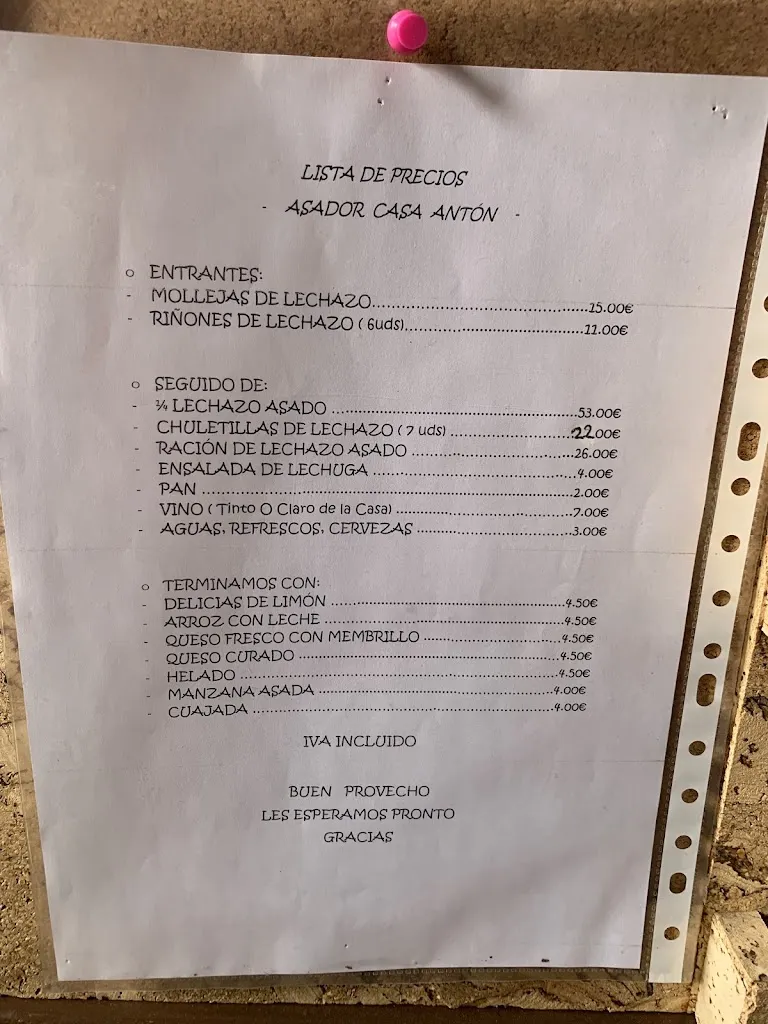 LISTA DE PRECIOS
- ASADOR CASA ANTÓN -
o ENTRANTES:
- MOLLEJAS DE LECHAZO..............................................15.00€
- RIÑONES DE LECHAZO ( 6uds)......................................11.00€
o SEGUIDO DE:
- ¼ LECHAZO ASADO ......................................................53.00€
- CHULETILLAS DE LECHAZO ( 7 uds) ...........................22.00€
- RACIÓN DE LECHAZO ASADO ....................................26.00€
- ENSALADA DE LECHUGA .............................................4.00€
- PAN ...................................................................................2.00€
- VINO ( Tinto O Claro de la Casa) ......................................7.00€
- AGUAS, REFRESCOS, CERVEZAS ..................................3.00€
o TERMINAMOS CON:
- DELICIAS DE LIMÓN ......................................................4.50€
- ARROZ CON LECHE ........................................................4.50€
- QUESO FRESCO CON MEMBRILLO ................................4.50€
- QUESO CURADO .............................................................4.50€
- HELADO ............................................................................4.50€
- MANZANA ASADA .........................................................4.00€
- CUAJADA .........................................................................4.00€
IVA INCLUIDO
BUEN PROVECHO
LES ESPERAMOS PRONTO
GRACIAS